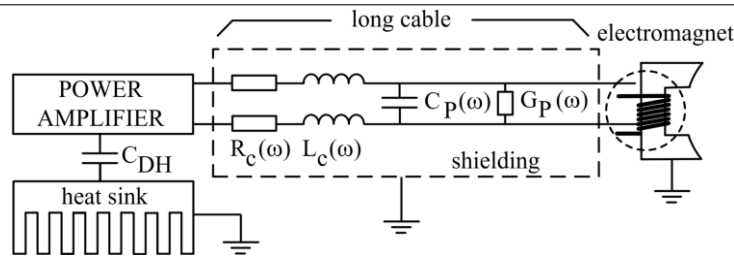 long cable
electromagnet
POWER
AMPLIFIER
C_P(ω)
G_P(ω)
C_DH
R_c(ω)
L_c(ω)
shielding
heat sink